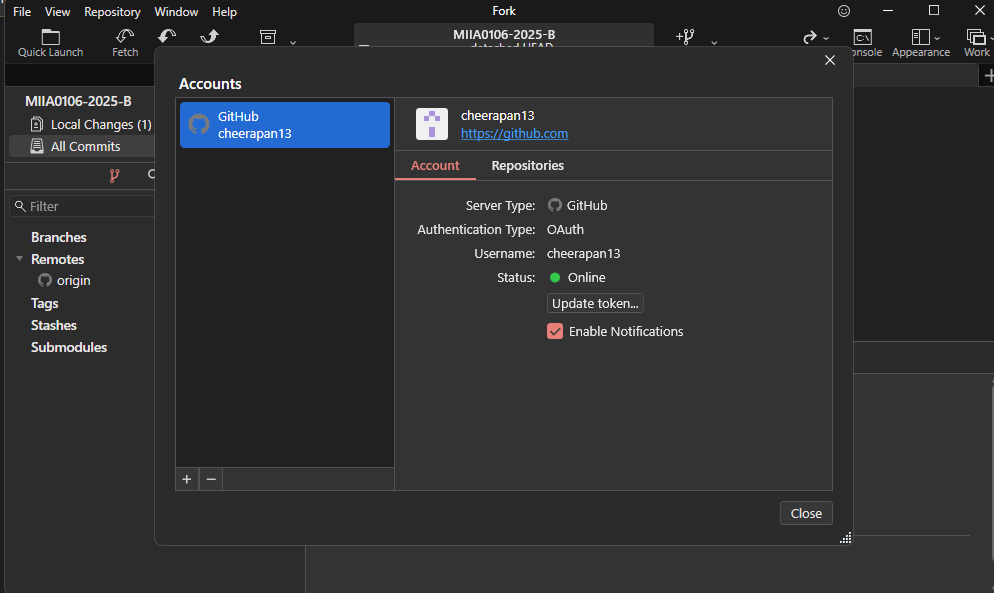 File View Repository Window Help
Fork
Quick Launch
Fetch
MIIA0106-2025-B
detached HEAD
Appearance
Work
MIIA0106-2025-B
Local Changes (1)
All Commits
Filter
Branches
Remotes
origin
Tags
Stashes
Submodules
Accounts
GitHub
cheerapan13
cheerapan13
https://github.com
Account Repositories
Server Type: GitHub
Authentication Type: OAuth
Username: cheerapan13
Status: Online
Update token...
Enable Notifications
Close